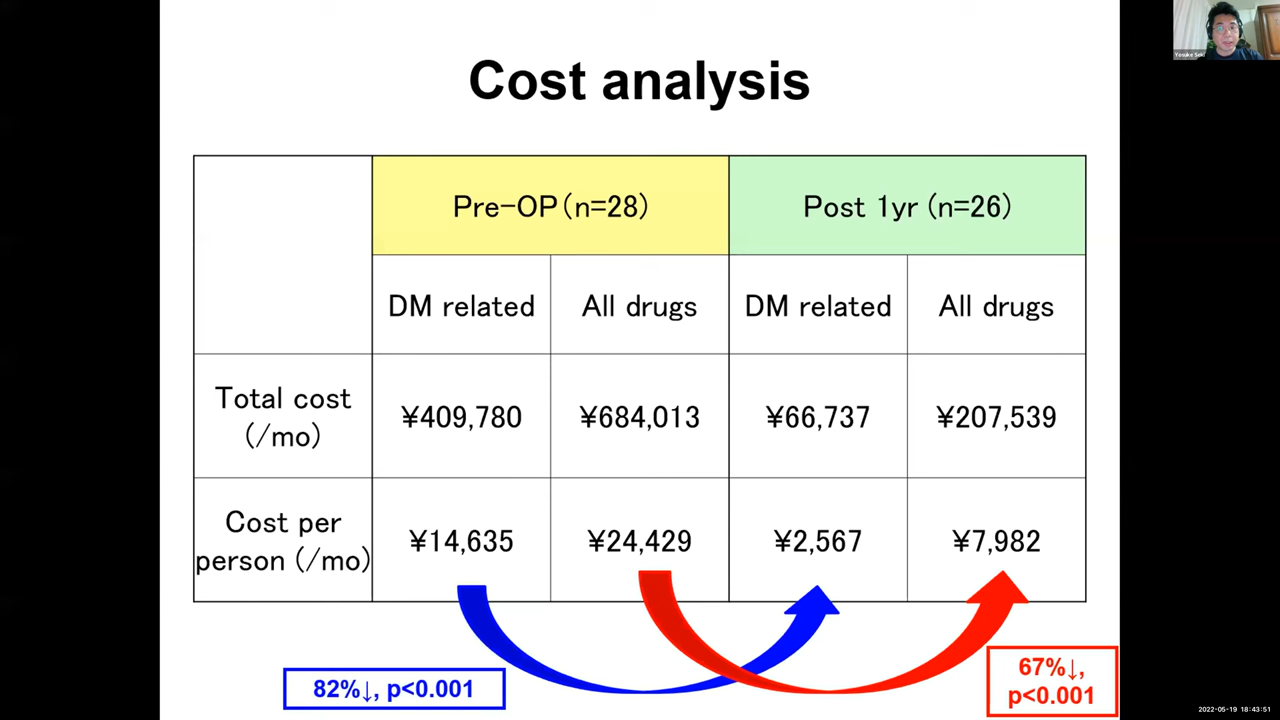 Cost analysis
Pre-OP(n=28)
Post 1yr (n=26)
DM related
All drugs
DM related
All drugs
Total cost
(/mo)
¥409,780
¥684,013
¥66,737
¥207,539
Cost per
person (/mo)
¥14,635
¥24,429
¥2,567
¥7,982
82%↓, p<0.001
67%↓,
p<0.001
Yosuke Seki
2022-05-19 18:43:51